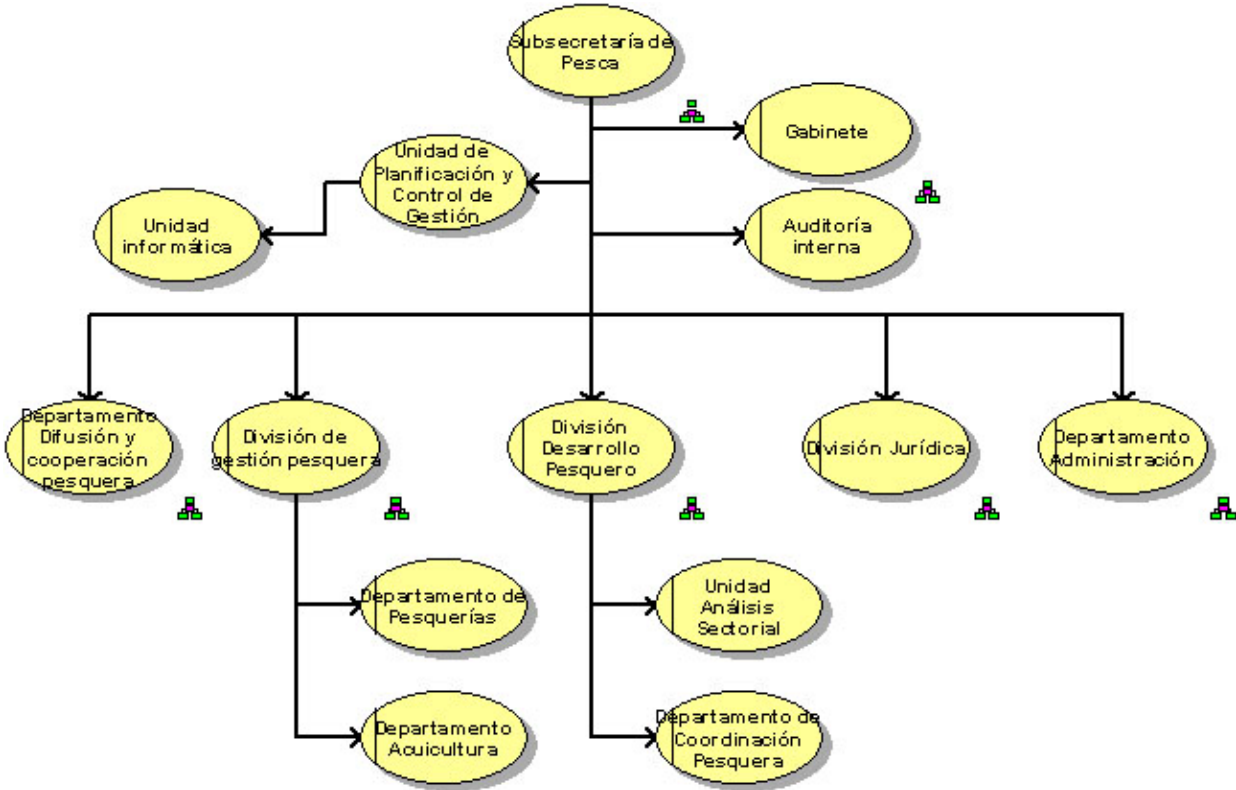 Subsecretaría de
Pesca
Gabinete
Unidad de
Planificación y
Control de
Gestión
Unidad
informática
Auditoría
interna
Departamento
Difusión y
cooperación
pesquera
División de
gestión pesquera
División
Desarrollo
Pesquero
División Jurídica
Departamento
Administración
Departamento de
Pesquerías
Unidad
Análisis
Sectorial
Departamento
Acuicultura
Departamento de
Coordinación
Pesquera